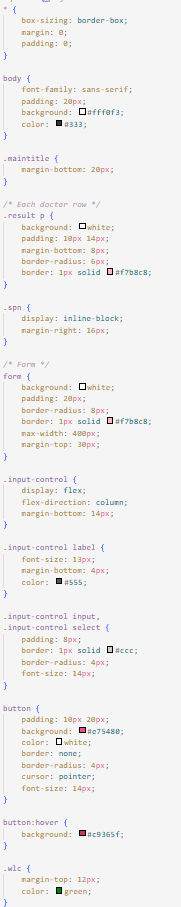 * {
box-sizing: border-box;
margin: 0;
padding: 0;
}
body {
font-family: sans-serif;
padding: 20px;
background: #fff0f3;
color: #333;
}
.maintitle {
margin-bottom: 20px;
}
/* Each doctor row */
.result p {
background: white;
padding: 10px 14px;
margin-bottom: 8px;
border-radius: 6px;
border: 1px solid #f7b8c8;
}
.spn {
display: inline-block;
margin-right: 16px;
}
/* Form */
form {
background: white;
padding: 20px;
border-radius: 8px;
border: 1px solid #f7b8c8;
max-width: 400px;
margin-top: 30px;
}
.input-control {
display: flex;
flex-direction: column;
margin-bottom: 14px;
}
.input-control label {
font-size: 13px;
margin-bottom: 4px;
color: #555;
}
.input-control input,
.input-control select {
padding: 8px;
border: 1px solid #ccc;
border-radius: 4px;
font-size: 14px;
}
button {
padding: 10px 20px;
background: #e75480;
color: white;
border: none;
border-radius: 4px;
cursor: pointer;
font-size: 14px;
}
button:hover {
background: #c9365f;
}
.wlc {
margin-top: 12px;
color: green;
}